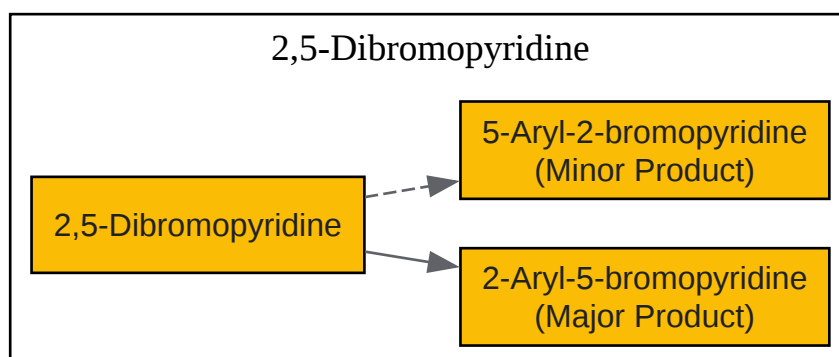 2,5-Dibromopyridine
5-Aryl-2-bromopyridine
(Minor Product)
2,5-Dibromopyridine
2-Aryl-5-bromopyridine
(Major Product)